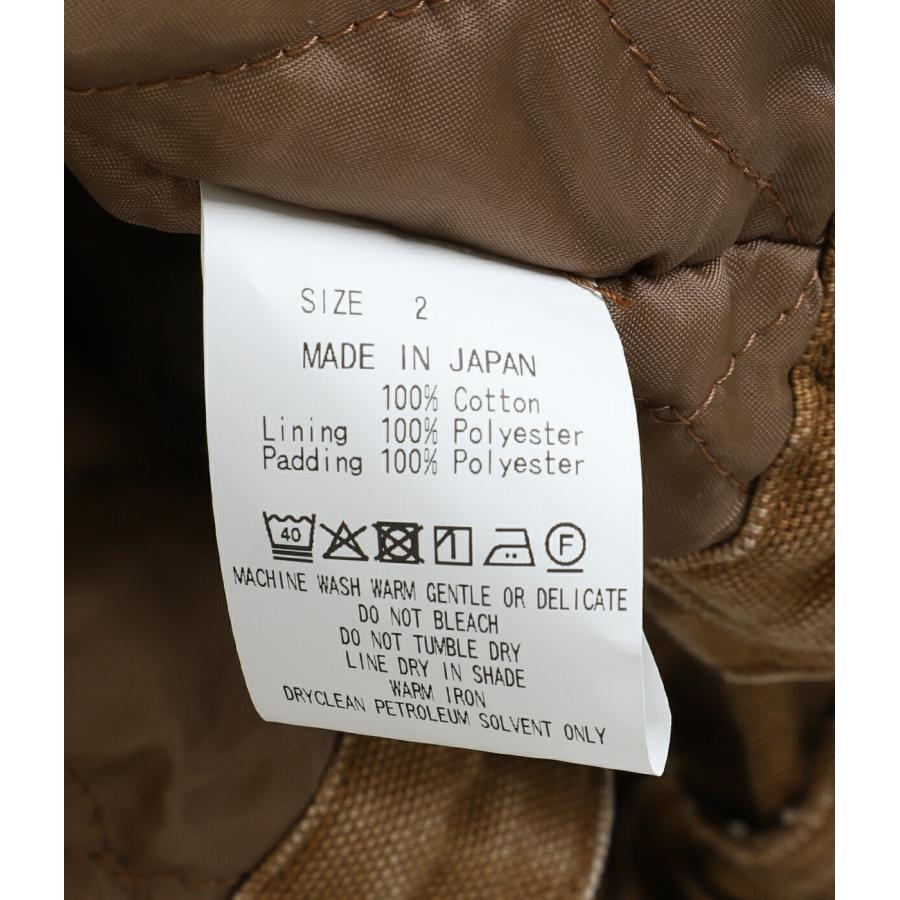 SIZE 2
MADE IN JAPAN
100% Cotton
Lining 100% Polyester
Padding 100% Polyester
40 F
MACHINE WASH WARM GENTLE OR DELICATE
DO NOT BLEACH
DO NOT TUMBLE DRY
LINE DRY IN SHADE
WARM IRON
DRYCLEAN PETROLEUM SOLVENT ONLY